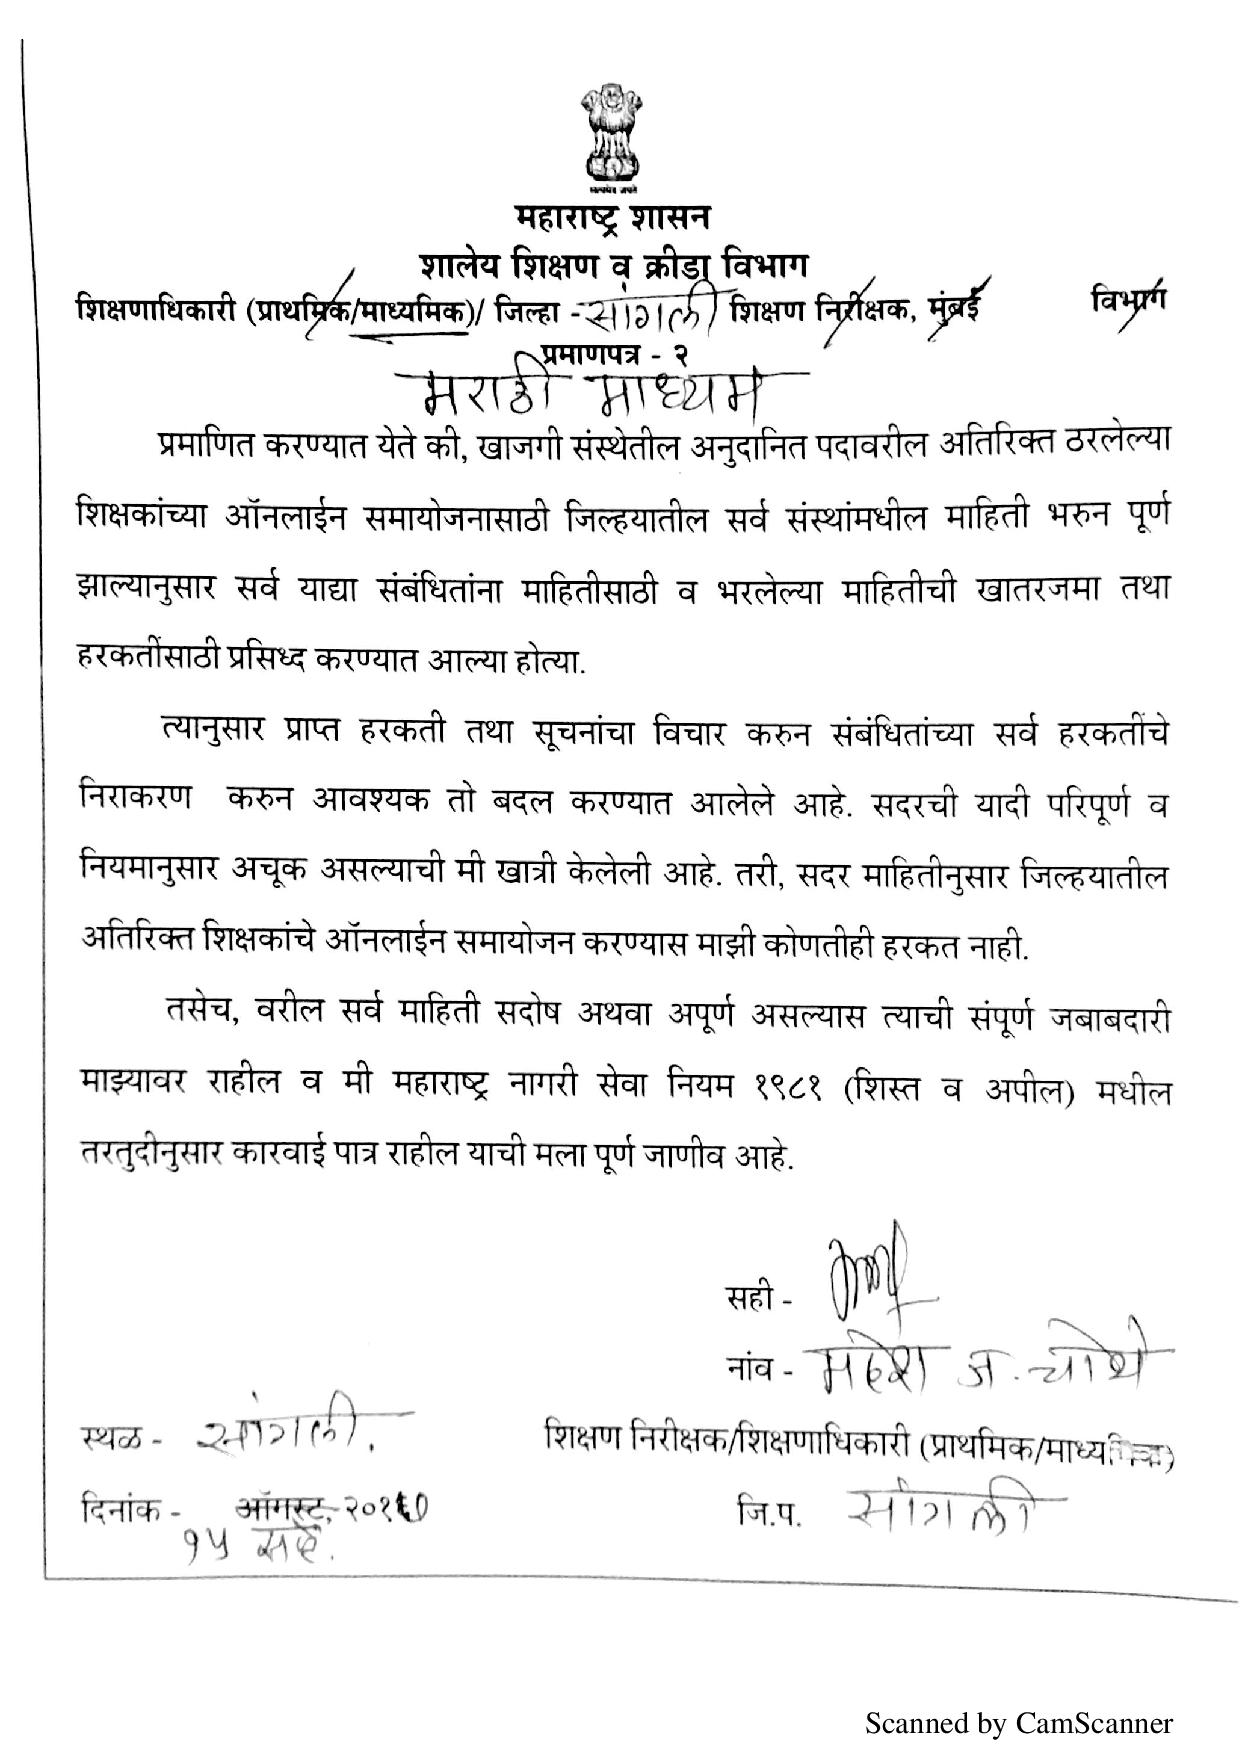 सत्यमेव जयते
महाराष्ट्र शासन
शालेय शिक्षण व क्रीडा विभाग
शिक्षणाधिकारी (प्राथमिक/माध्यमिक)/ जिल्हा - सांगली शिक्षण निरीक्षक, मुंबई विभाग
प्रमाणपत्र - २
मराठी माध्यम
प्रमाणित करण्यात येते की, खाजगी संस्थेतील अनुदानित पदावरील अतिरिक्त ठरलेल्या
शिक्षकांच्या ऑनलाईन समायोजनासाठी जिल्हयातील सर्व संस्थांमधील माहिती भरुन पूर्ण
झाल्यानुसार सर्व याद्या संबंधितांना माहितीसाठी व भरलेल्या माहितीची खातरजमा तथा
हरकतींसाठी प्रसिध्द करण्यात आल्या होत्या.
त्यानुसार प्राप्त हरकती तथा सूचनांचा विचार करुन संबंधितांच्या सर्व हरकतींचे
निराकरण करुन आवश्यक तो बदल करण्यात आलेले आहे. सदरची यादी परिपूर्ण व
नियमानुसार अचूक असल्याची मी खात्री केलेली आहे. तरी, सदर माहितीनुसार जिल्हयातील
अतिरिक्त शिक्षकांचे ऑनलाईन समायोजन करण्यास माझी कोणतीही हरकत नाही.
तसेच, वरील सर्व माहिती सदोष अथवा अपूर्ण असल्यास त्याची संपूर्ण जबाबदारी
माझ्यावर राहील व मी महाराष्ट्र नागरी सेवा नियम १९८१ (शिस्त व अपील) मधील
तरतुदीनुसार कारवाई पात्र राहील याची मला पूर्ण जाणीव आहे.
सही -
नांव - महेश ज. चोथे
स्थळ - सांगली.
शिक्षण निरीक्षक/शिक्षणाधिकारी (प्राथमिक/माध्यमिक)
दिनांक - ऑगस्ट, २०१७
जि.प. सांगली
१५ सप्टें.
Scanned by CamScanner